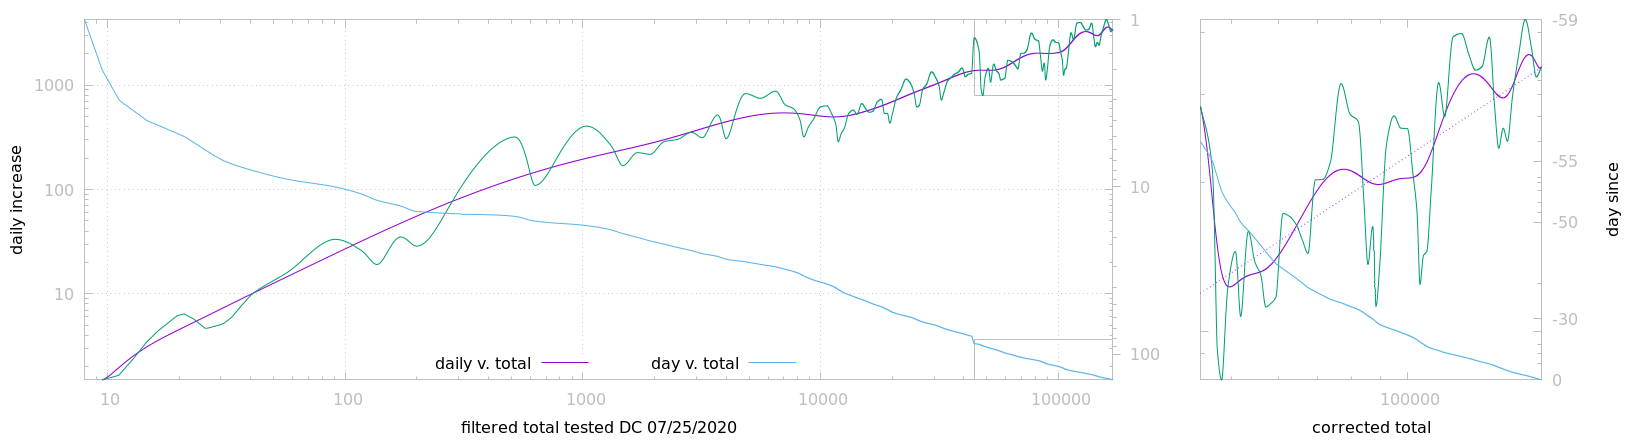 1
-59
1000
-55
daily increase
100
10
day since
-50
10
-30
daily v. total
day v. total
100
0
10
100
1000
10000
100000
100000
filtered total tested DC 07/25/2020
corrected total